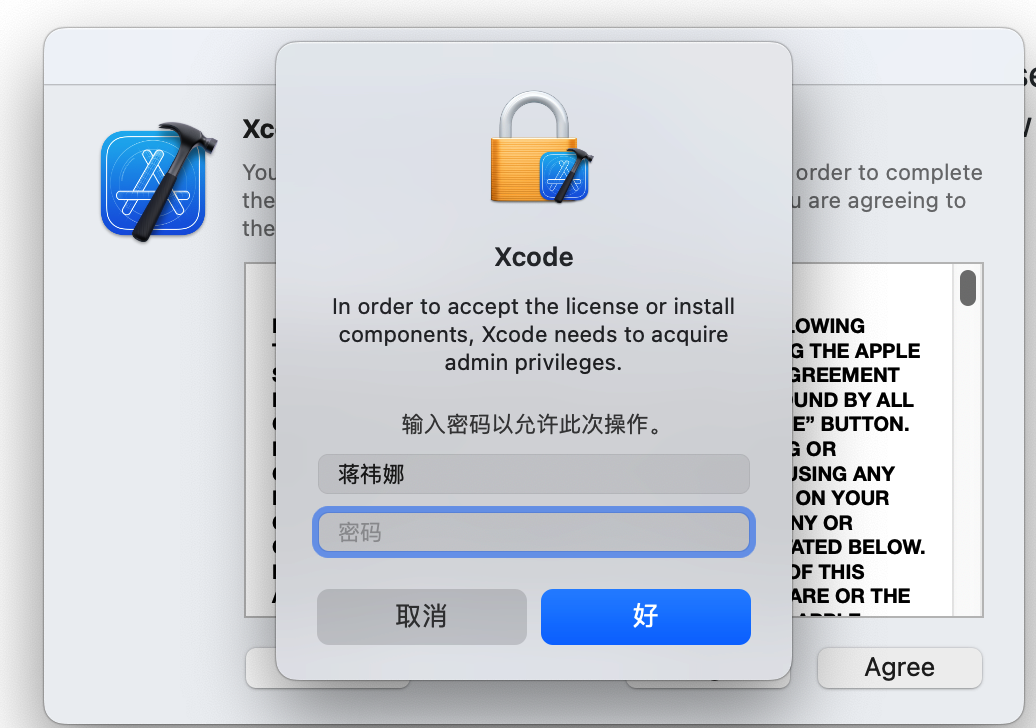 Xc
You
order to complete
the
u are agreeing to
the
Xcode
In order to accept the license or install
components, Xcode needs to acquire
admin privileges.
输入密码以允许此次操作。
蒋祎娜
密码
取消
好
LOWING
G THE APPLE
GREEMENT
OUND BY ALL
E” BUTTON.
G OR
USING ANY
ON YOUR
NY OR
ATED BELOW.
OF THIS
ARE OR THE
Agree